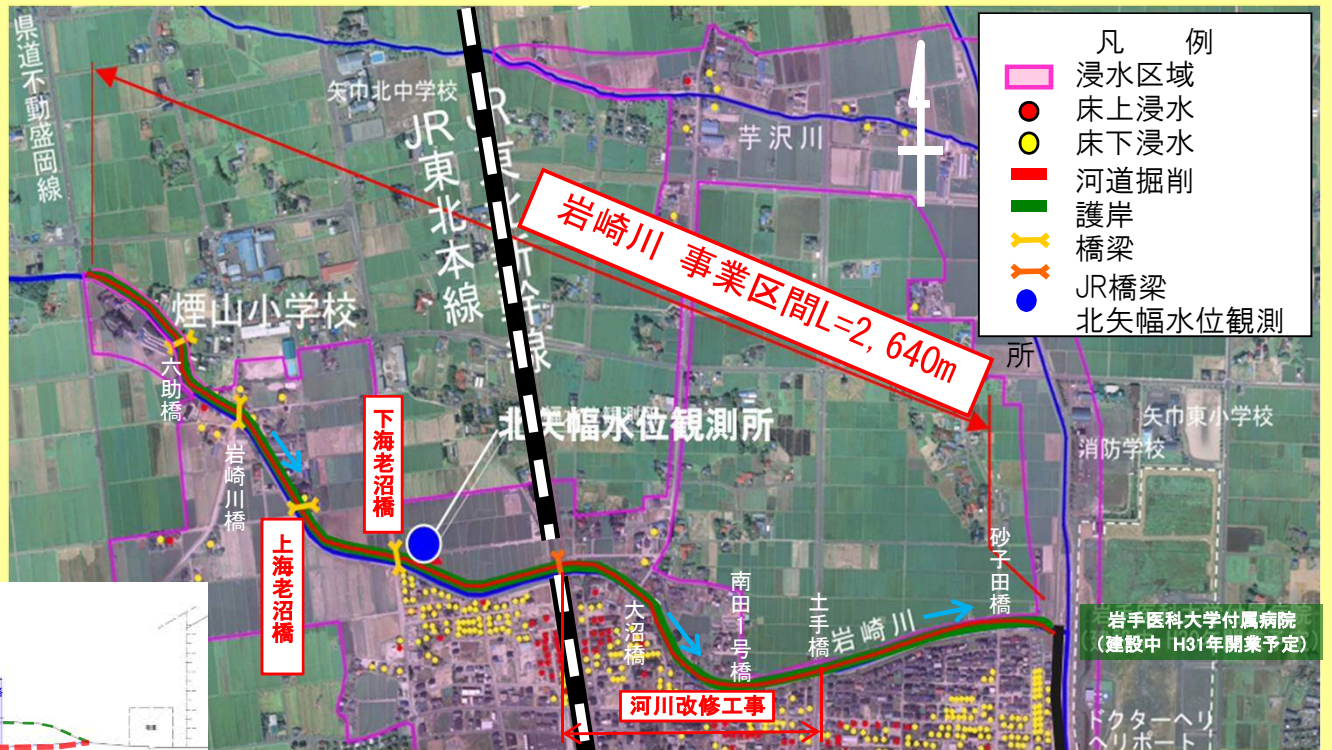 県道不動盛岡線
矢巾北中学校
JR東北本線
JR東北新幹線
芋沢川
凡　例
浸水区域
床上浸水
床下浸水
河道掘削
護岸
橋梁
JR橋梁
北矢幅水位観測
所
岩崎川 事業区間L=2,640m
煙山小学校
六助橋
岩崎川橋
上海老沼橋
下海老沼橋
北矢幅水位観測所
矢巾東小学校
消防学校
大沼橋
南田1号橋
土手橋
岩崎川
砂子田橋
岩手医科大学付属病院
(建設中 H31年開業予定)
河川改修工事
ドクターヘリ
ヘリポート